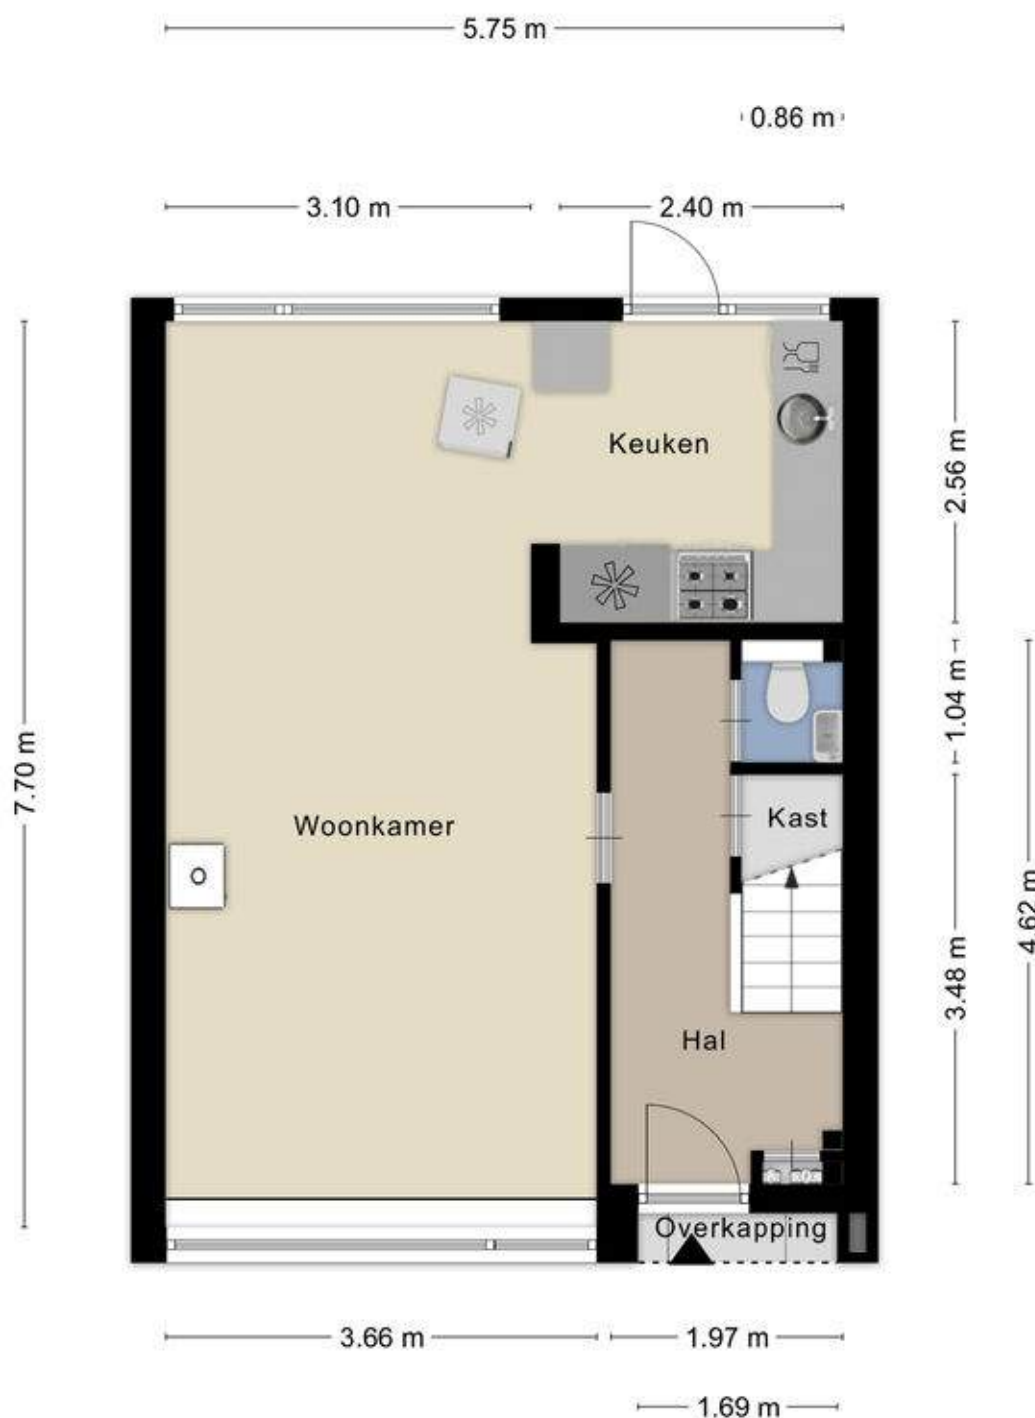 5.75 m
0.86 m
3.10 m
2.40 m
Keuken
2.56 m
1.04 m
7.70 m
Woonkamer
Kast
4.62 m
3.48 m
Hal
Overkapping
3.66 m
1.97 m
1.69 m